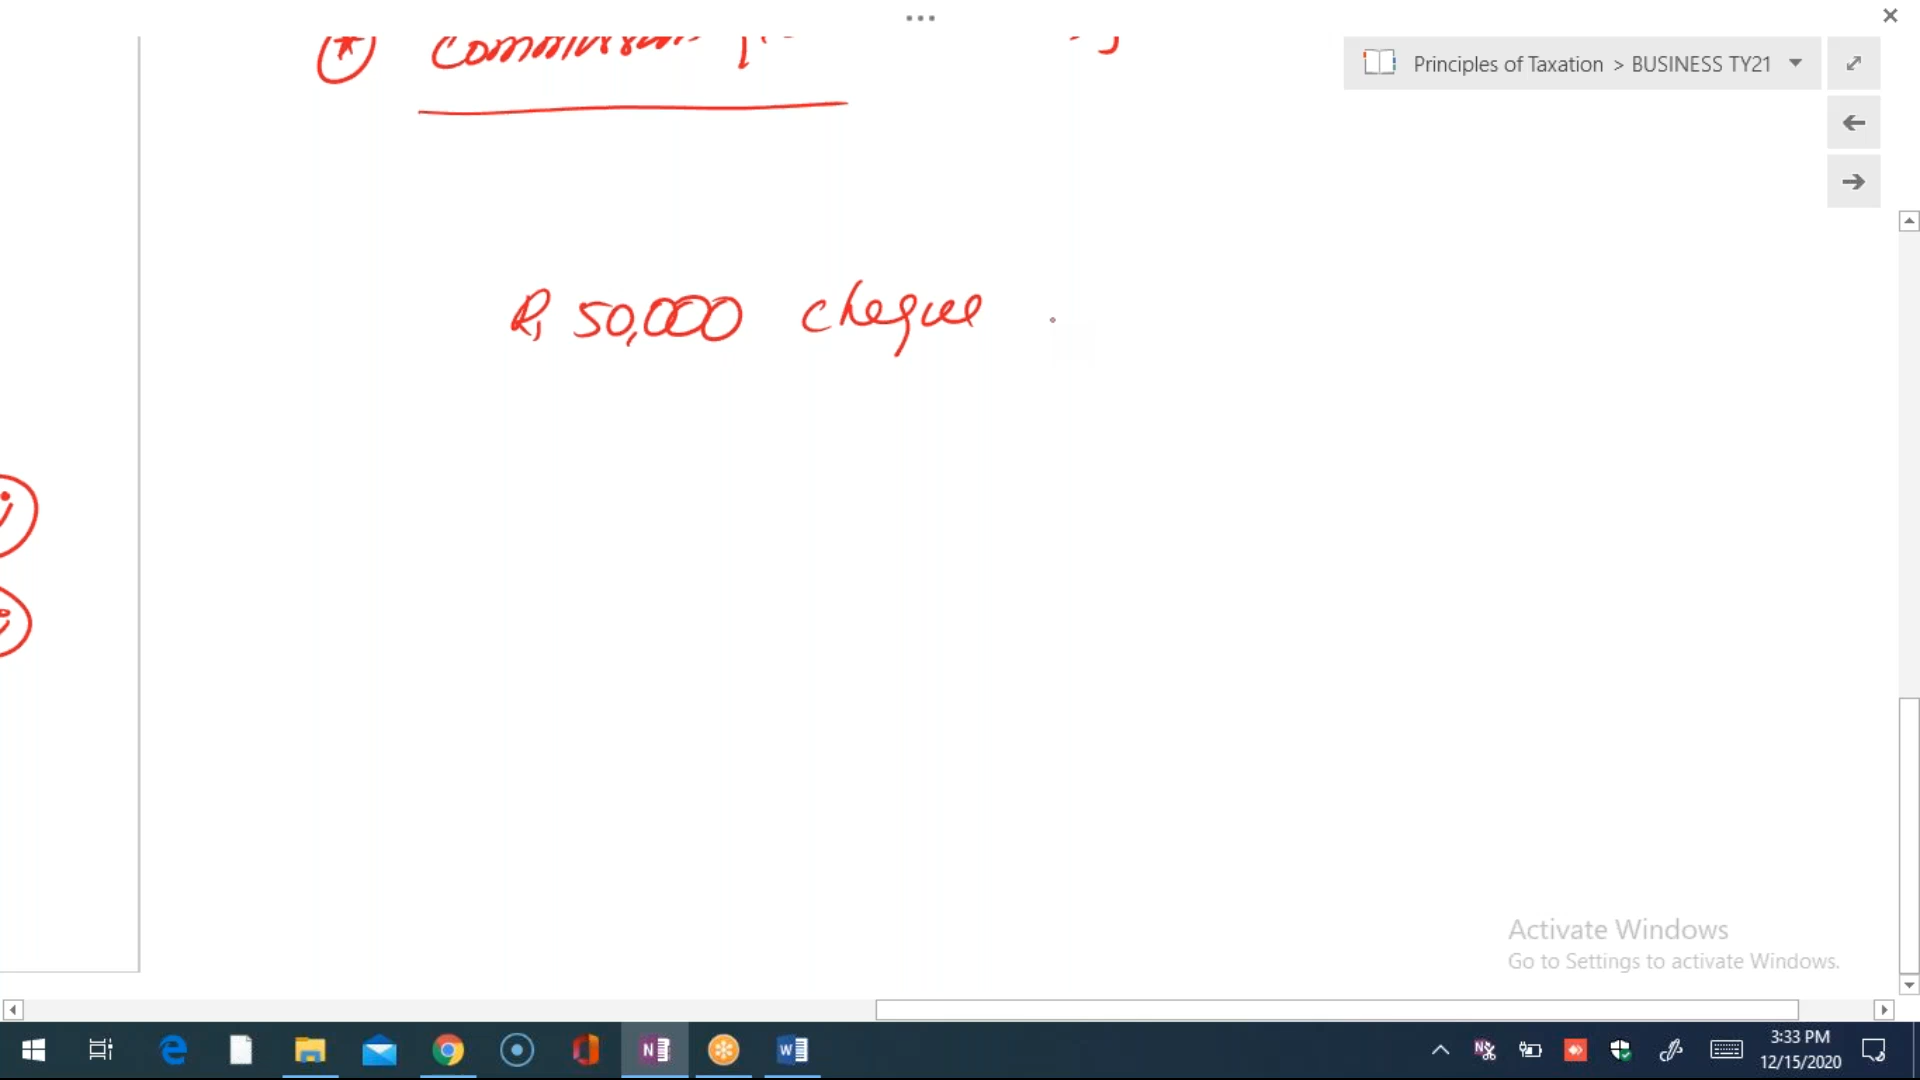 Principles of Taxation > BUSINESS TY21
Rs 50,000 cheque
Activate Windows
Go to Settings to activate Windows.
3:33 PM
12/15/2020